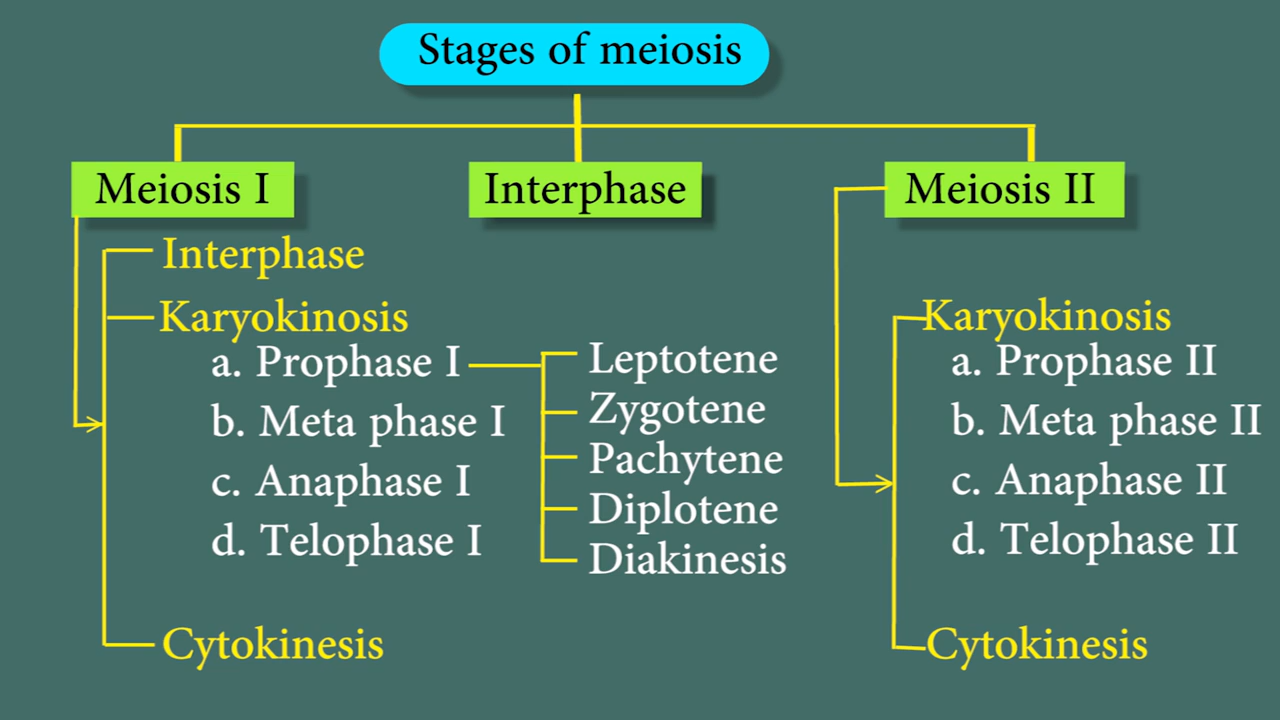 Stages of meiosis
Meiosis I
Interphase
Meiosis II
Interphase
Karyokinosis
a. Prophase I
b. Meta phase I
c. Anaphase I
d. Telophase I
Cytokinesis
Leptotene
Zygotene
Pachytene
Diplotene
Diakinesis
Karyokinosis
a. Prophase II
b. Meta phase II
c. Anaphase II
d. Telophase II
Cytokinesis